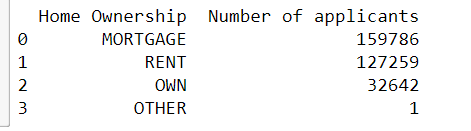 Home Ownership Number of applicants
0 MORTGAGE 159786
1 RENT 127259
2 OWN 32642
3 OTHER 1